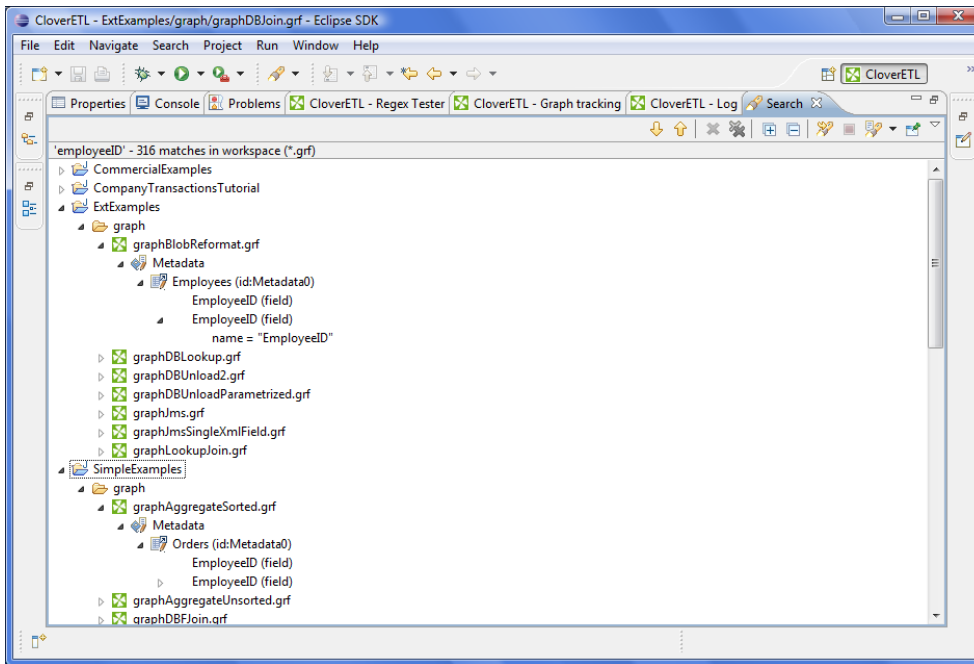 CloverETL - ExtExamples/graph/graphDBJoin.grf - Eclipse SDK
File Edit Navigate Search Project Run Window Help
CloverETL
Properties Console Problems CloverETL - Regex Tester CloverETL - Graph tracking CloverETL - Log Search
'employeeID' - 316 matches in workspace (*.grf)
CommercialExamples
CompanyTransactionsTutorial
ExtExamples
graph
graphBlobReformat.grf
Metadata
Employees (id:Metadata0)
EmployeeID (field)
EmployeeID (field)
name = "EmployeeID"
graphDBLookup.grf
graphDBUnload2.grf
graphDBUnloadParametrized.grf
graphJms.grf
graphJmsSingleXmlField.grf
graphLookupJoin.grf
SimpleExamples
graph
graphAggregateSorted.grf
Metadata
Orders (id:Metadata0)
EmployeeID (field)
EmployeeID (field)
graphAggregateUnsorted.grf
graphDBFJoin.grf